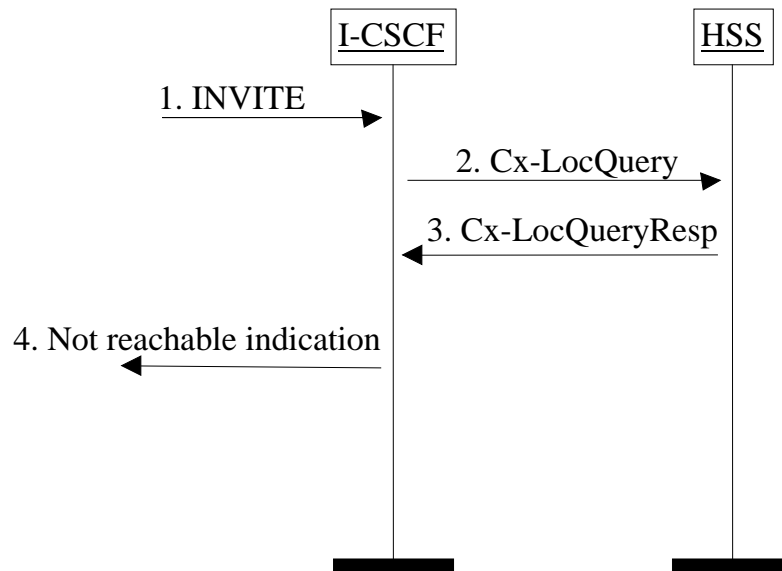 I-CSCF
HSS
1. INVITE
2. Cx-LocQuery
3. Cx-LocQueryResp
4. Not reachable indication